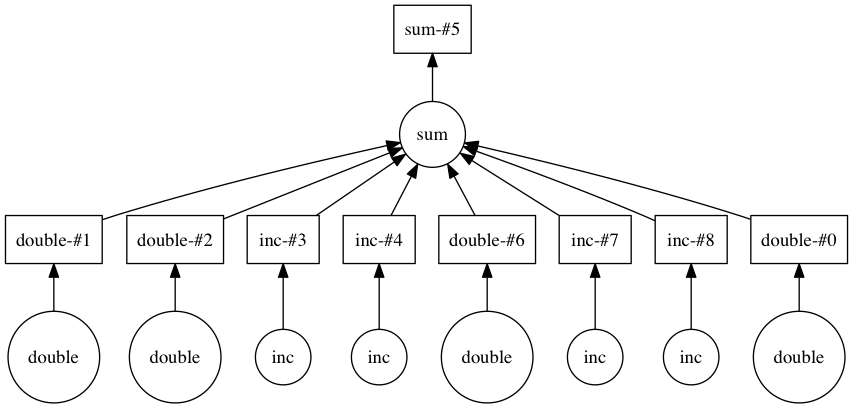 sum-#5
sum
double-#1
double-#2
inc-#3
inc-#4
double-#6
inc-#7
inc-#8
double-#0
double
double
inc
inc
double
inc
inc
double